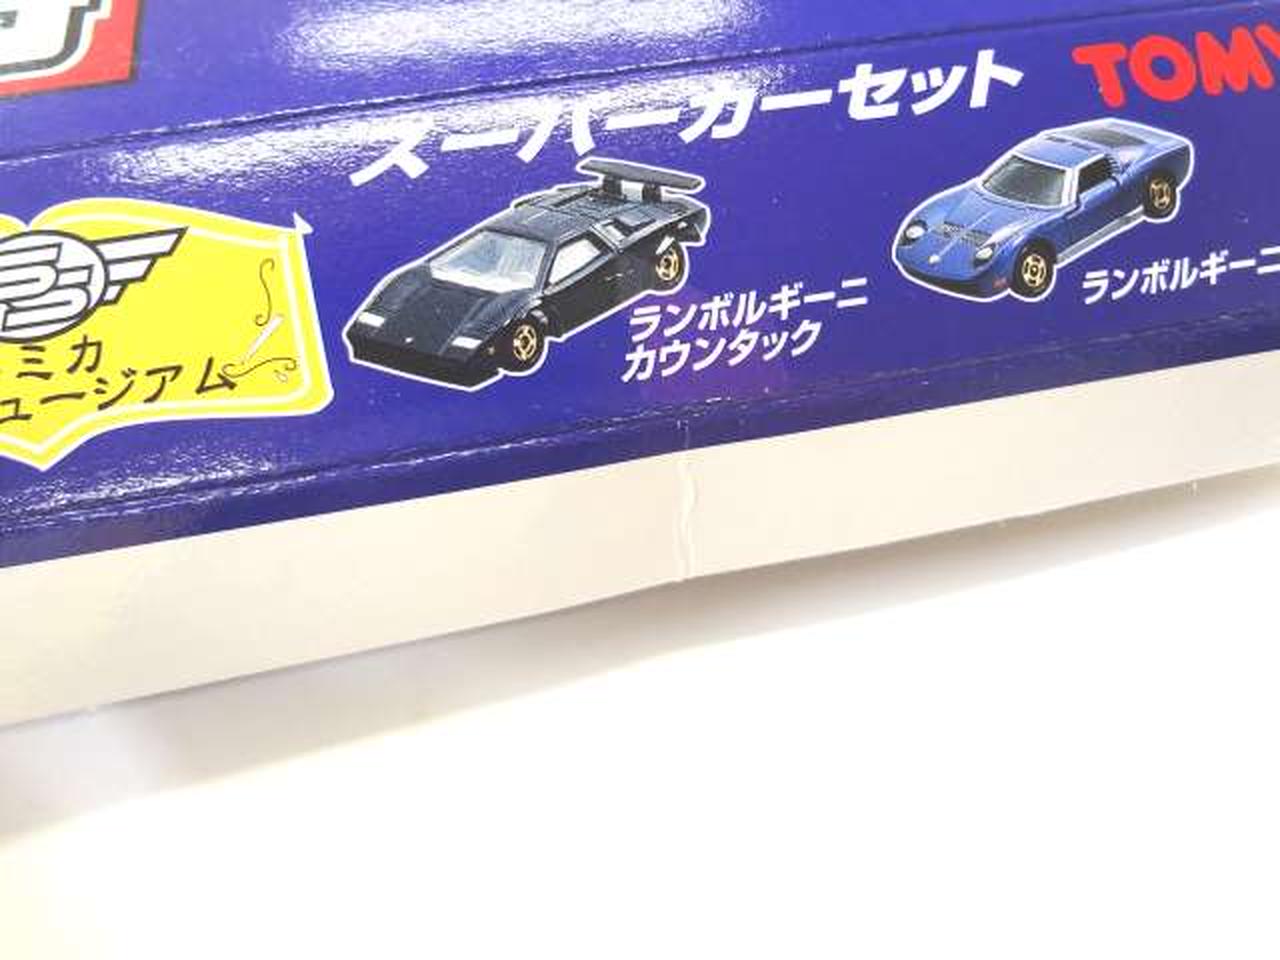 スーパーカーセット
TOMY
ランボルギーニ
カウンタック
ランボルギーニ
ミカ
ュージアム